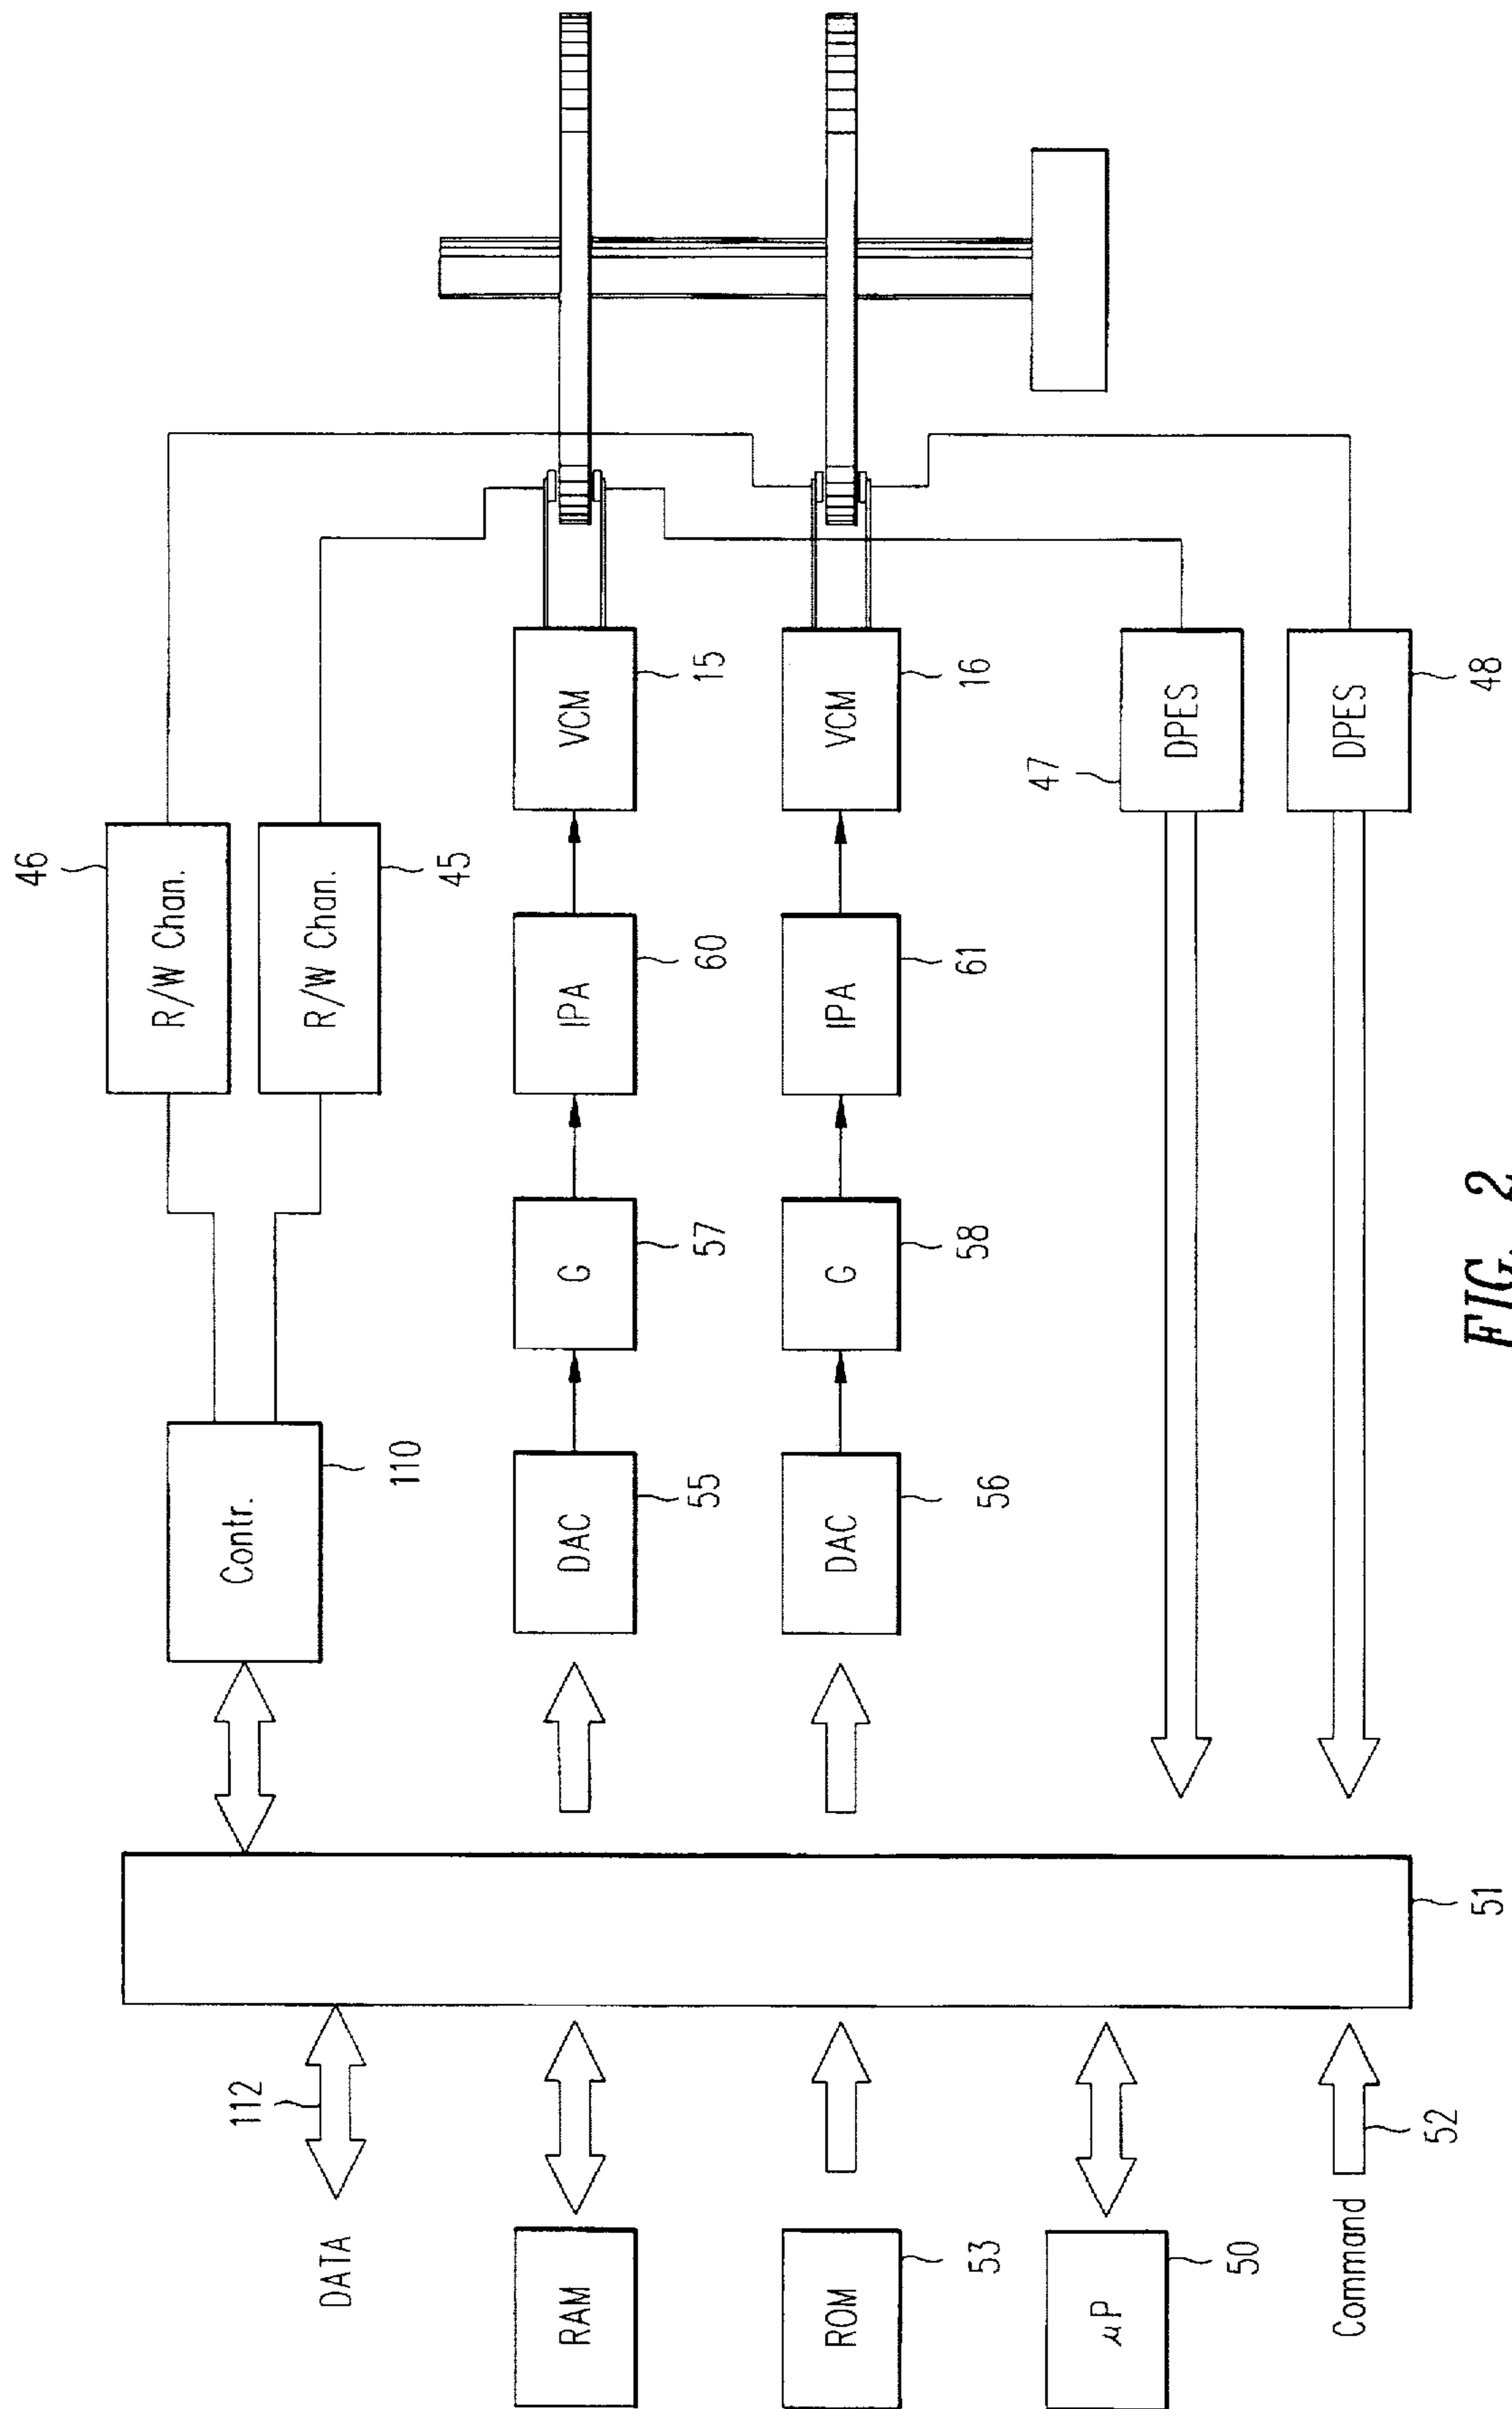 46
R/W Chan.
R/W Chan.
45
Contr.
110
112
DATA
RAM
DAC
55
G
57
IPA
60
VCM
15
ROM
53
DAC
56
G
58
IPA
61
VCM
16
μP
50
47
DPES
DPES
48
Command
52
51
FIG. 2